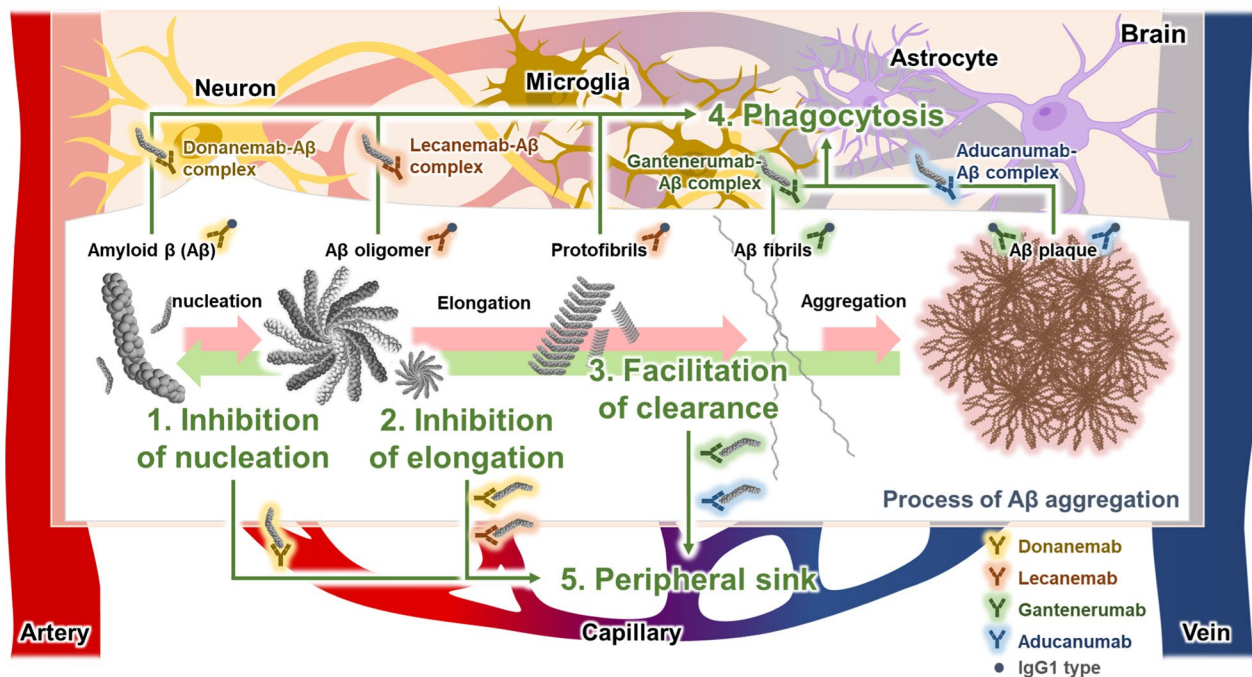 Brain
Neuron
Microglia
Astrocyte
4. Phagocytosis
Donanemab-Aβ
complex
Lecanemab-Aβ
complex
Gantenerumab-
Aβ complex
Aducanumab-
Aβ complex
Amyloid β (Aβ)
Aβ oligomer
Protofibrils
Aβ fibrils
Aβ plaque
nucleation
Elongation
Aggregation
1. Inhibition
of nucleation
2. Inhibition
of elongation
3. Facilitation
of clearance
Process of Aβ aggregation
5. Peripheral sink
Artery
Capillary
Vein
Donanemab
Lecanemab
Gantenerumab
Aducanumab
IgG1 type